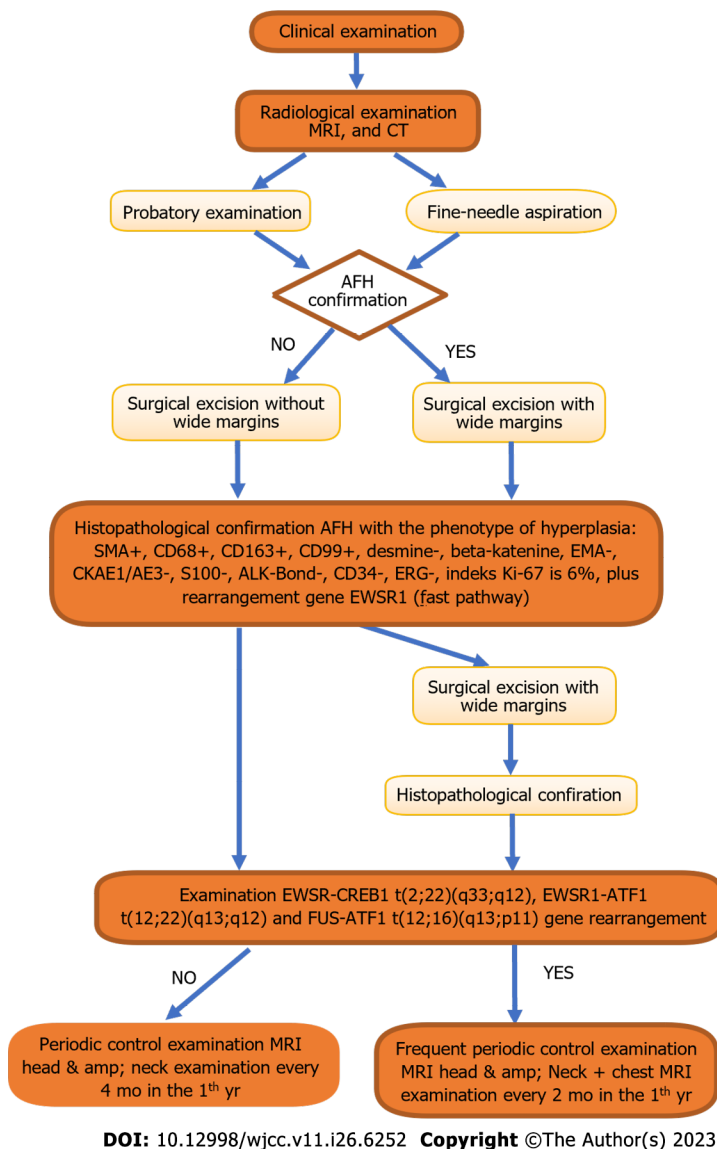 Clinical examination
Radiological examination
MRI, and CT
Probatory examination
Fine-needle aspiration
AFH
confirmation
NO
YES
Surgical excision without
wide margins
Surgical excision with
wide margins
Histopathological confirmation AFH with the phenotype of hyperplasia:
SMA+, CD68+, CD163+, CD99+, desmine-, beta-katenine, EMA-,
CKAE1/AE3-, S100-, ALK-Bond-, CD34-, ERG-, indeks Ki-67 is 6%, plus
rearrangement gene EWSR1 (fast pathway)
Surgical excision with
wide margins
Histopathological confiration
Examination EWSR-CREB1 t(2;22)(q33;q12), EWSR1-ATF1
t(12;22)(q13;q12) and FUS-ATF1 t(12;16)(q13;p11) gene rearrangement
NO
YES
Periodic control examination MRI
head & amp; neck examination every
4 mo in the 1th yr
Frequent periodic control examination
MRI head & amp; Neck + chest MRI
examination every 2 mo in the 1th yr
DOI: 10.12998/wjcc.v11.i26.6252 Copyright ©The Author(s) 2023